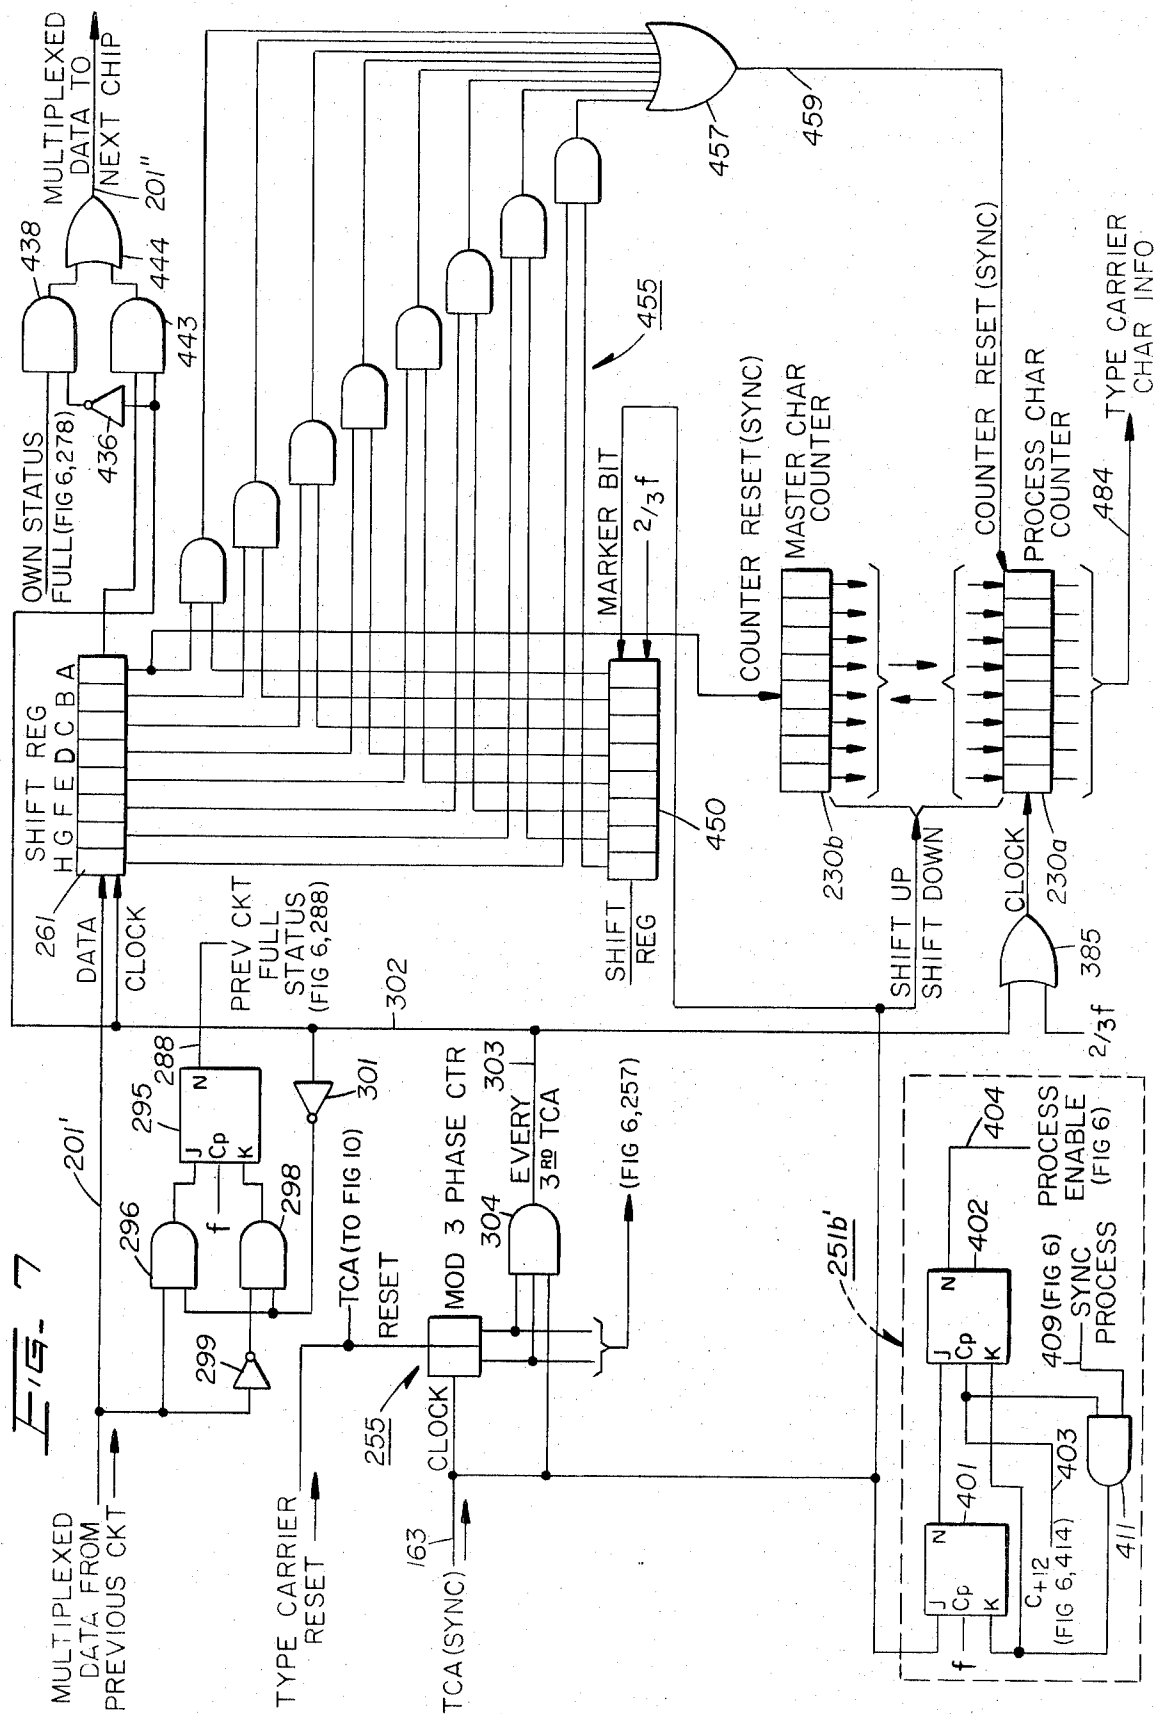 FIG. 7
MULTIPLEXED
DATA FROM
PREVIOUS CKT
201'
DATA
CLOCK
261
SHIFT REG
H G F E D C B A
OWN STATUS
FULL (FIG 6,278)
436
438
443
444
201"
MULTIPLEXED
DATA TO
NEXT CHIP
296
299
298
f
295
J
Cp
K
N
288
PREV CKT
FULL
STATUS
(FIG 6,288)
301
302
TYPE CARRIER
RESET
TCA (TO FIG 10)
RESET
255
CLOCK
MOD 3 PHASE CTR
304
EVERY
3RD TCA
303
(FIG 6,257)
163
TCA (SYNC)
SHIFT
REG
450
MARKER BIT
2/3f
455
457
459
COUNTER RESET (SYNC)
MASTER CHAR
COUNTER
230b
SHIFT UP
SHIFT DOWN
COUNTER RESET (SYNC)
PROCESS CHAR
COUNTER
CLOCK
230a
385
2/3f
484
TYPE CARRIER
CHAR INFO
251b'
J
Cp
K
N
f
401
C+12
(FIG 6,414)
403
J
Cp
K
N
402
404
PROCESS
ENABLE
(FIG 6)
409 (FIG 6)
SYNC
PROCESS
411